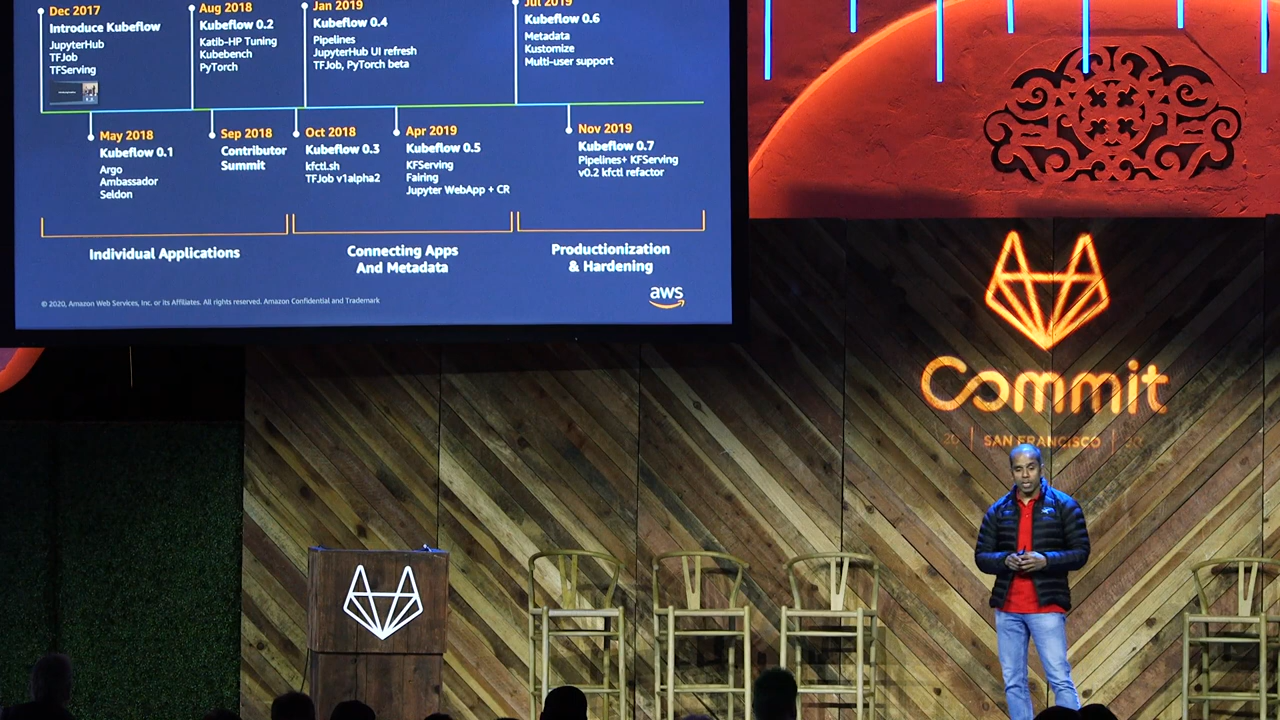 Dec 2017
Introduce Kubeflow
JupyterHub
TFJob
TFServing
Aug 2018
Kubeflow 0.2
Katib-HP Tuning
Kubebench
PyTorch
Jan 2019
Kubeflow 0.4
Pipelines
JupyterHub UI refresh
TFJob, PyTorch beta
Jul 2019
Kubeflow 0.6
Metadata
Kustomize
Multi-user support
May 2018
Kubeflow 0.1
Argo
Ambassador
Seldon
Sep 2018
Contributor
Summit
Oct 2018
Kubeflow 0.3
kfctl.sh
TFJob v1alpha2
Apr 2019
Kubeflow 0.5
KFServing
Fairing
Jupyter WebApp + CR
Nov 2019
Kubeflow 0.7
Pipelines+ KFServing
v0.2 kfctl refactor
Individual Applications
Connecting Apps
And Metadata
Productionization
& Hardening
© 2020, Amazon Web Services, Inc. or its Affiliates. All rights reserved. Amazon Confidential and Trademark
aws
Commit
20 | SAN FRANCISCO | 20